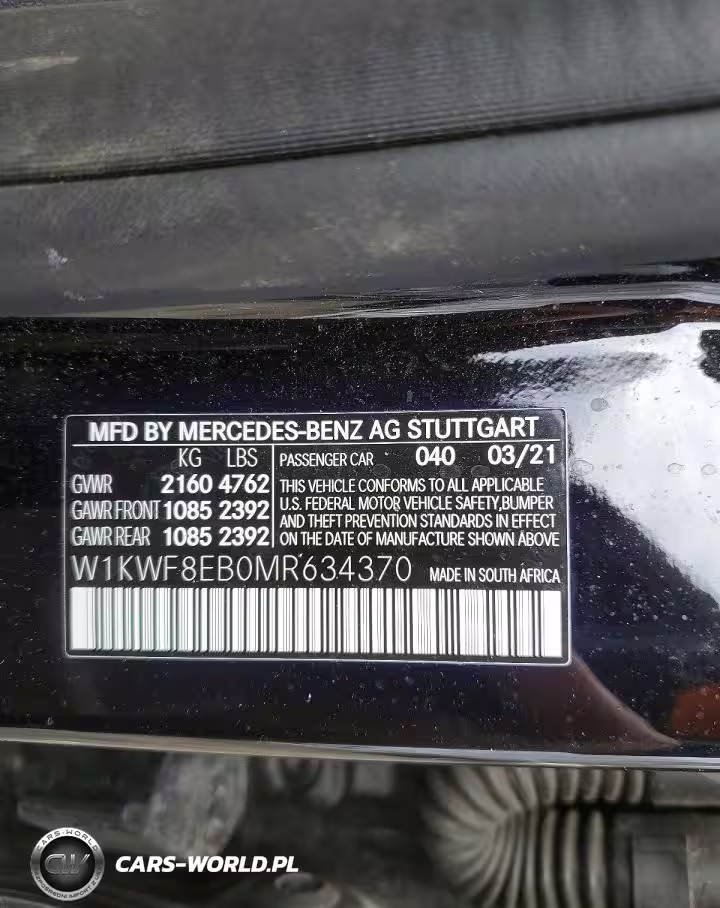 MFD BY MERCEDES-BENZ AG STUTTGART
KG LBS PASSENGER CAR 040 03/21
GWR 2160 4762 THIS VEHICLE CONFORMS TO ALL APPLICABLE
GAWR FRONT 1085 2392 U.S. FEDERAL MOTOR VEHICLE SAFETY,BUMPER
AND THEFT PREVENTION STANDARDS IN EFFECT
GAWR REAR 1085 2392 ON THE DATE OF MANUFACTURE SHOWN ABOVE
W1KWF8EB0MR634370 MADE IN SOUTH AFRICA
CARS-WORLD
CW
CARS-WORLD.PL